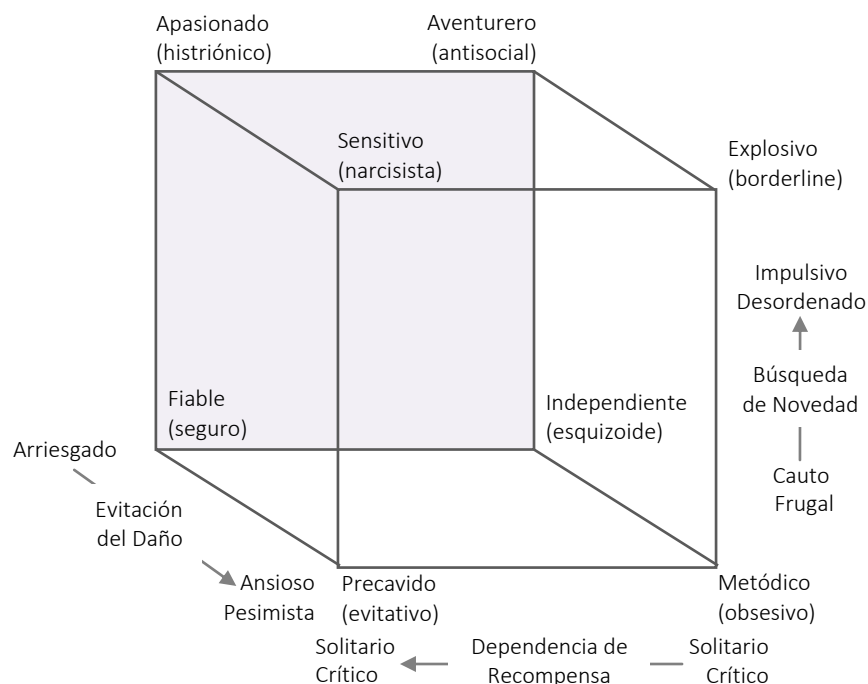 Apasionado
(histriónico)
Aventurero
(antisocial)
Sensitivo
(narcisista)
Explosivo
(borderline)
Impulsivo
Desordenado
Búsqueda
de Novedad
Cauto
Frugal
Fiable
(seguro)
Independiente
(esquizoide)
Arriesgado
Evitación
del Daño
Ansioso
Pesimista
Precavido
(evitativo)
Metódico
(obsesivo)
Solitario
Crítico
Dependencia de
Recompensa
Solitario
Crítico